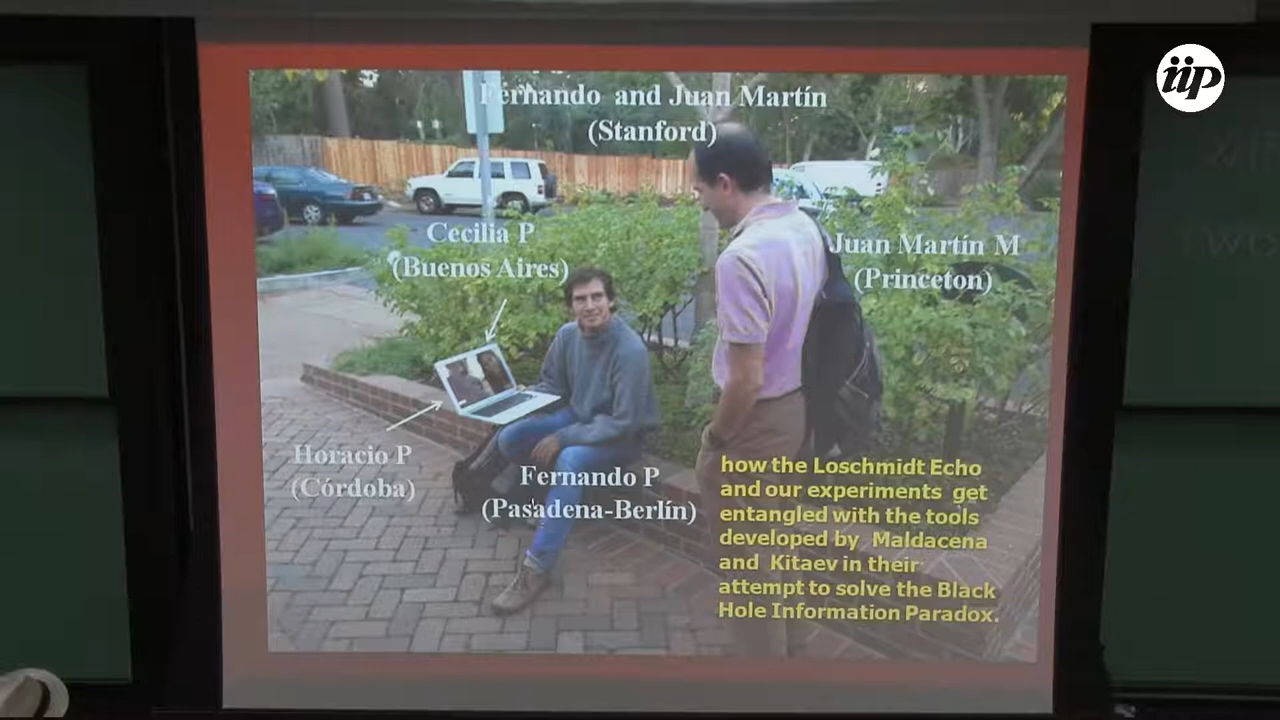 iip
Fernando and Juan Martín
(Stanford)
Cecilia P
(Buenos Aires)
Juan Martín M
(Princeton)
Horacio P
(Córdoba)
Fernando P
(Pasadena-Berlín)
how the Loschmidt Echo
and our experiments get
entangled with the tools
developed by Maldacena
and Kitaev in their
attempt to solve the Black
Hole Information Paradox.